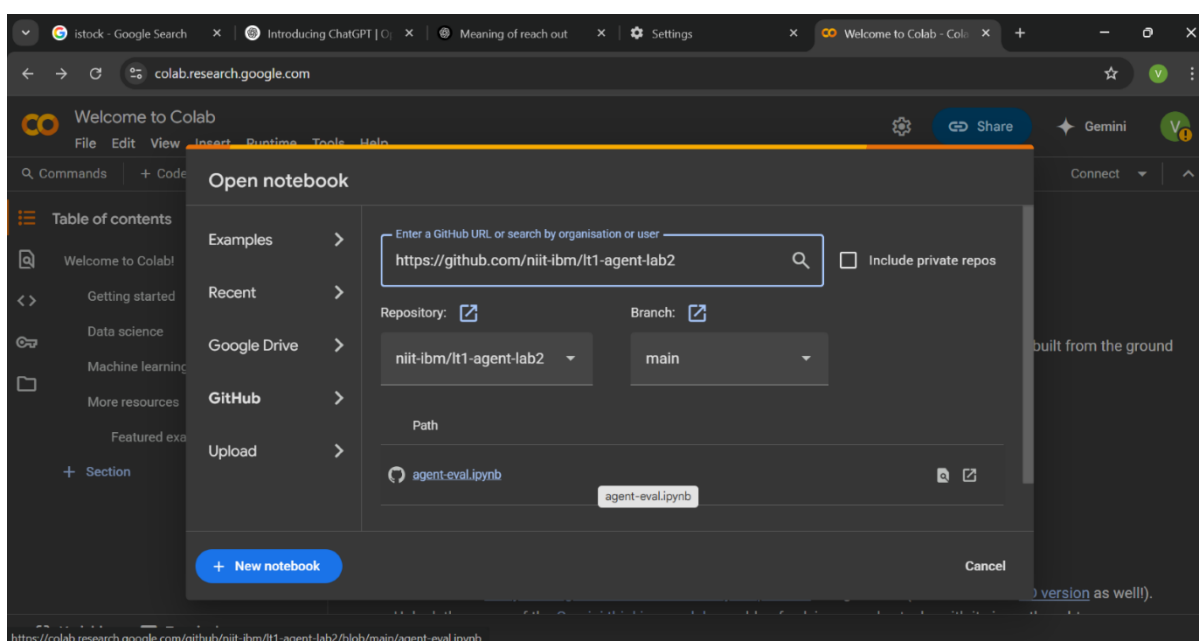 istock - Google Search
Introducing ChatGPT | O
Meaning of reach out
Settings
Welcome to Colab - Cola
colab.research.google.com
V
Welcome to Colab
File Edit View Insert Runtime Tools Help
Share
Gemini
V
Commands
+ Code
Connect
Open notebook
Table of contents
Welcome to Colab!
Getting started
Data science
Machine learning
More resources
Featured exa
+ Section
Examples
Recent
Google Drive
GitHub
Upload
Enter a GitHub URL or search by organisation or user
https://github.com/niit-ibm/lt1-agent-lab2
Include private repos
Repository:
Branch:
niit-ibm/lt1-agent-lab2
main
Path
agent-eval.ipynb
agent-eval.ipynb
built from the ground
+ New notebook
Cancel
version as well!).
https://colab.research.google.com/github/niit-ibm/lt1-agent-lab2/blob/main/agent-eval.ipynb